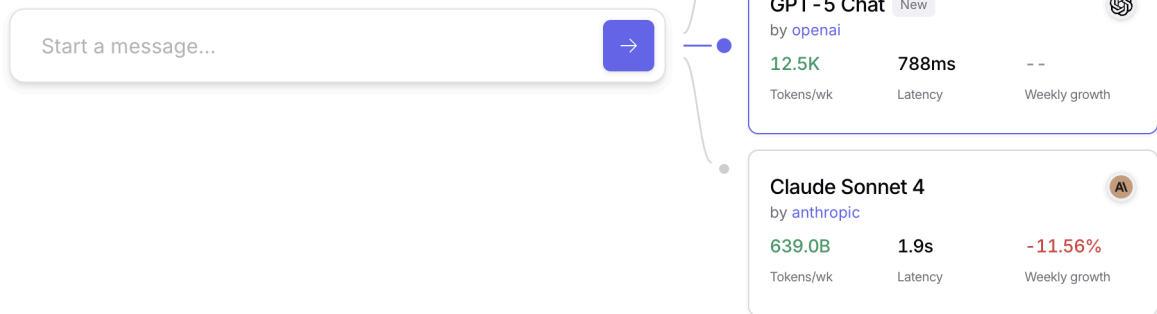 Start a message...
GPT-5 Chat New
by openai
12.5K 788ms --
Tokens/wk Latency Weekly growth
Claude Sonnet 4
by anthropic
639.0B 1.9s -11.56%
Tokens/wk Latency Weekly growth